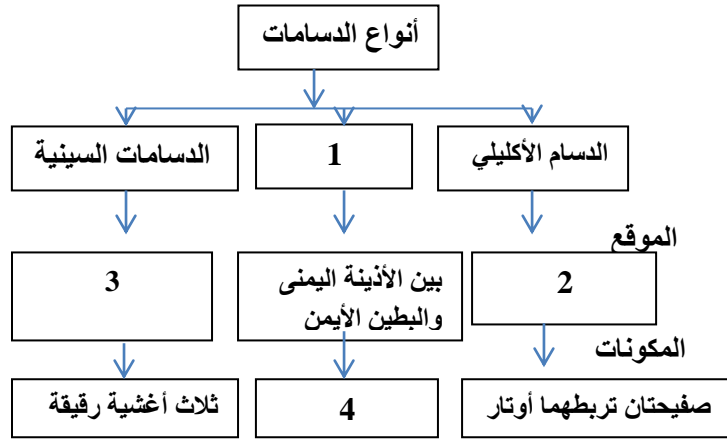 أنواع الدسامات
الدسام الأكليلي
1
الدسامات السينية
الموقع
2
بين الأذينة اليمنى
والبطين الأيمن
3
المكونات
صفيحتان تربطهما أوتار
4
ثلاث أغشية رقيقة